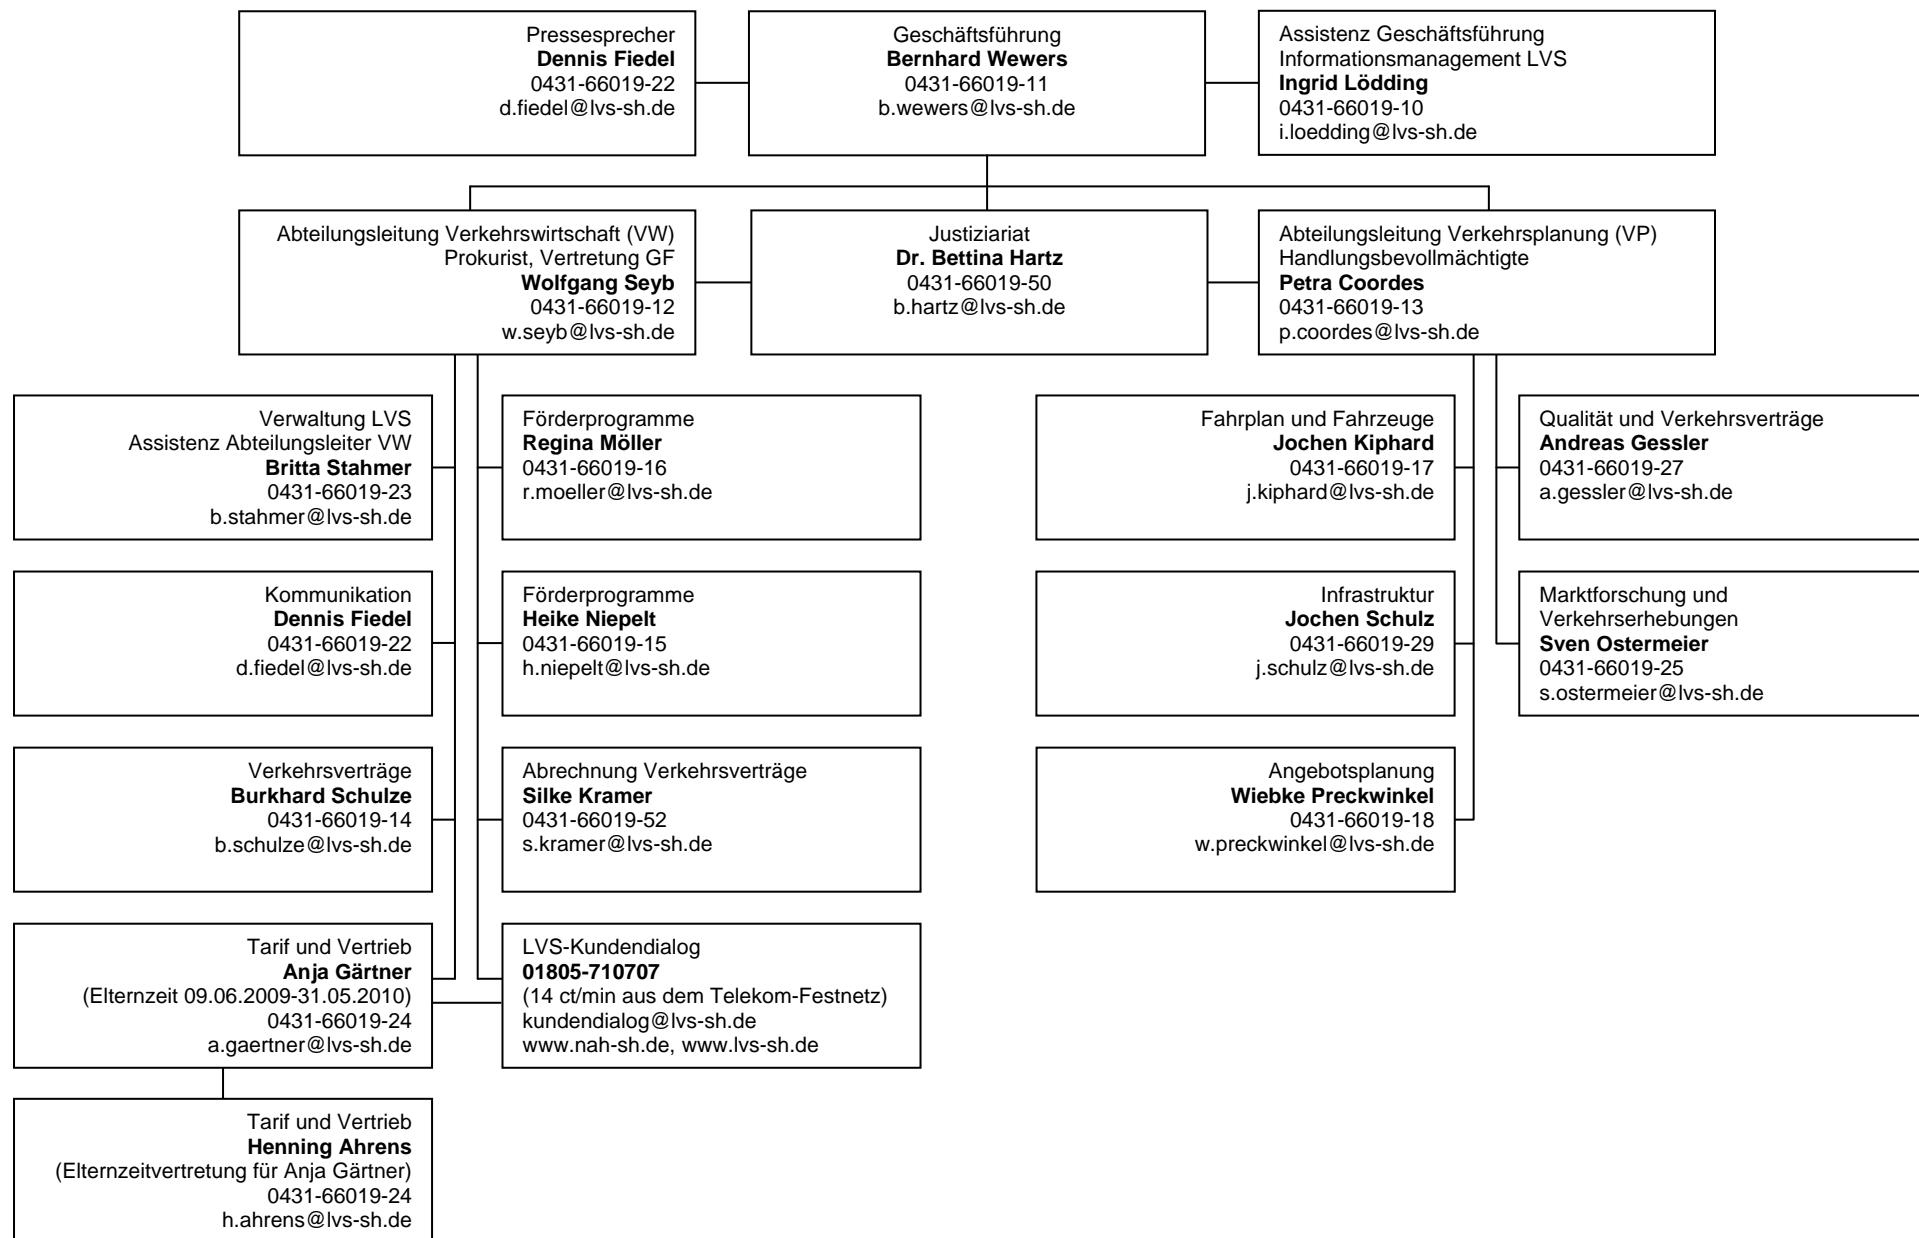 Pressesprecher
Dennis Fiedel
0431-66019-22
d.fiedel@lvs-sh.de
Geschäftsführung
Bernhard Wewers
0431-66019-11
b.wewers@lvs-sh.de
Assistenz Geschäftsführung
Informationsmanagement LVS
Ingrid Lödding
0431-66019-10
i.loedding@lvs-sh.de
Abteilungsleitung Verkehrswirtschaft (VW)
Prokurist, Vertretung GF
Wolfgang Seyb
0431-66019-12
w.seyb@lvs-sh.de
Justiziariat
Dr. Bettina Hartz
0431-66019-50
b.hartz@lvs-sh.de
Abteilungsleitung Verkehrsplanung (VP)
Handlungsbevollmächtigte
Petra Coordes
0431-66019-13
p.coordes@lvs-sh.de
Verwaltung LVS
Assistenz Abteilungsleiter VW
Britta Stahmer
0431-66019-23
b.stahmer@lvs-sh.de
Förderprogramme
Regina Möller
0431-66019-16
r.moeller@lvs-sh.de
Fahrplan und Fahrzeuge
Jochen Kiphard
0431-66019-17
j.kiphard@lvs-sh.de
Qualität und Verkehrsverträge
Andreas Gessler
0431-66019-27
a.gessler@lvs-sh.de
Kommunikation
Dennis Fiedel
0431-66019-22
d.fiedel@lvs-sh.de
Förderprogramme
Heike Niepelt
0431-66019-15
h.niepelt@lvs-sh.de
Infrastruktur
Jochen Schulz
0431-66019-29
j.schulz@lvs-sh.de
Marktforschung und
Verkehrserhebungen
Sven Ostermeier
0431-66019-25
s.ostermeier@lvs-sh.de
Verkehrsverträge
Burkhard Schulze
0431-66019-14
b.schulze@lvs-sh.de
Abrechnung Verkehrsverträge
Silke Kramer
0431-66019-52
s.kramer@lvs-sh.de
Angebotsplanung
Wiebke Preckwinkel
0431-66019-18
w.preckwinkel@lvs-sh.de
Tarif und Vertrieb
Anja Gärtner
(Elternzeit 09.06.2009-31.05.2010)
0431-66019-24
a.gaertner@lvs-sh.de
LVS-Kundendialog
01805-710707
(14 ct/min aus dem Telekom-Festnetz)
kundendialog@lvs-sh.de
www.nah-sh.de, www.lvs-sh.de
Tarif und Vertrieb
Henning Ahrens
(Elternzeitvertretung für Anja Gärtner)
0431-66019-24
h.ahrens@lvs-sh.de